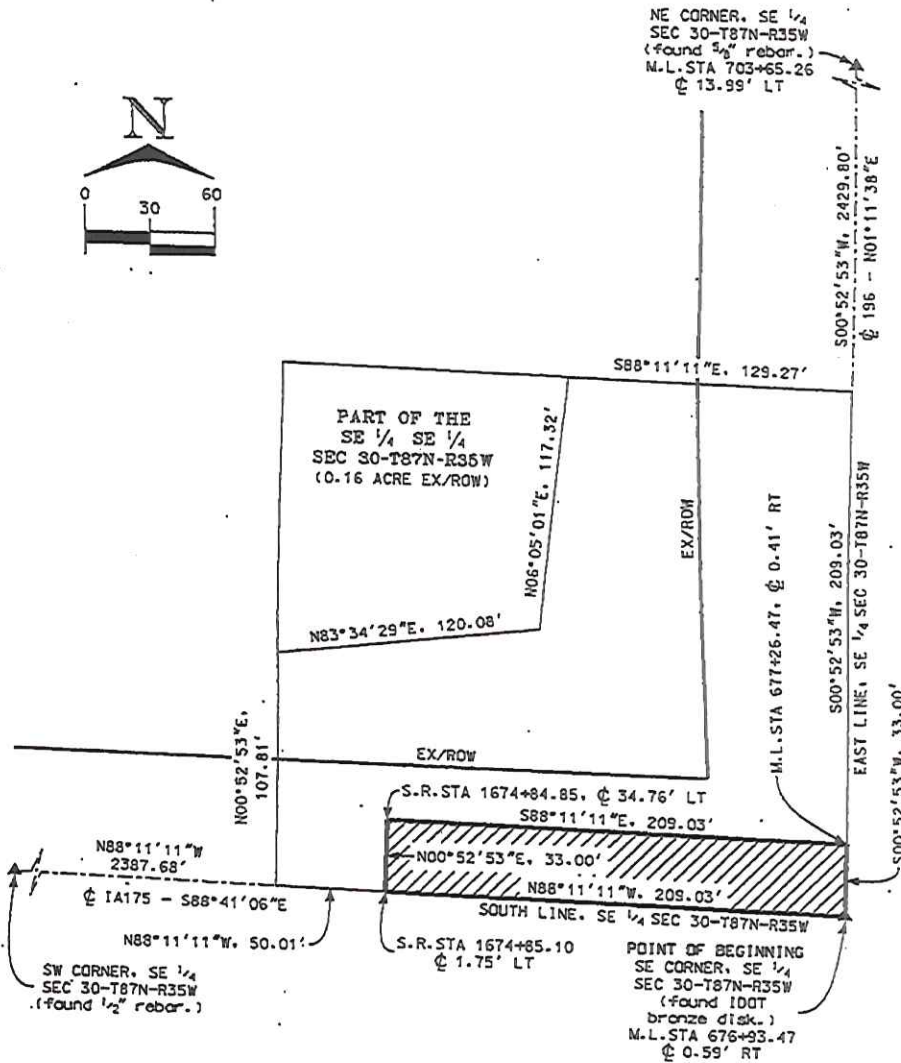 NE CORNER, SE 1/4
SEC 30-T87N-R35W
(found 5/8" rebar.)
M.L.STA 703+65.26
℄ 13.99' LT
N
0 30 60
S00°52'53"W, 2429.80'
℄ 196 - N01°11'38"E
S88°11'11"E, 129.27'
PART OF THE
SE 1/4 SE 1/4
SEC 30-T87N-R35W
(0.16 ACRE EX/ROW)
N06°05'01"E, 117.32'
EX/ROW
M.L.STA 677+26.47, ℄ 0.41' RT
S00°52'53"W, 209.03'
EAST LINE, SE 1/4 SEC 30-T87N-R35W
S00°52'53"W, 33.00'
N83°34'29"E, 120.08'
N00°52'53"E,
107.81'
EX/ROW
S.R.STA 1674+84.85, ℄ 34.76' LT
S88°11'11"E, 209.03'
N00°52'53"E, 33.00'
N88°11'11"W, 209.03'
SOUTH LINE, SE 1/4 SEC 30-T87N-R35W
N88°11'11"W
2387.68'
℄ IA175 - S88°41'06"E
N88°11'11"W, 50.01'
S.R.STA 1674+85.10
℄ 1.75' LT
SW CORNER, SE 1/4
SEC 30-T87N-R35W
(found 1/2" rebar.)
POINT OF BEGINNING
SE CORNER, SE 1/4
SEC 30-T87N-R35W
(found IDOT
bronze disk.)
M.L.STA 676+93.47
℄ 0.59' RT